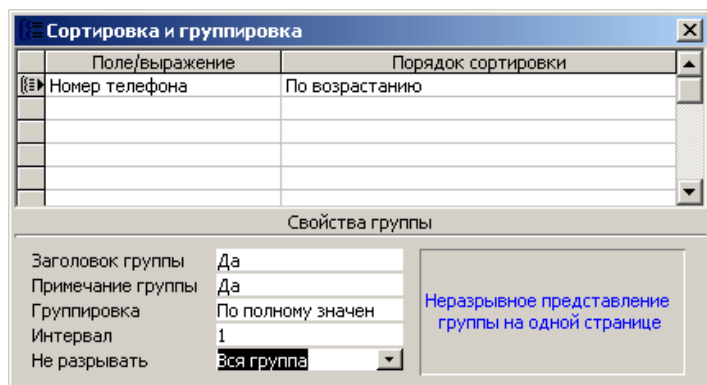 Сортировка и группировка
Поле/выражение Порядок сортировки
Номер телефона По возрастанию
Свойства группы
Заголовок группы Да
Примечание группы Да
Группировка По полному значен
Интервал 1
Не разрывать Вся группа
Неразрывное представление
группы на одной странице